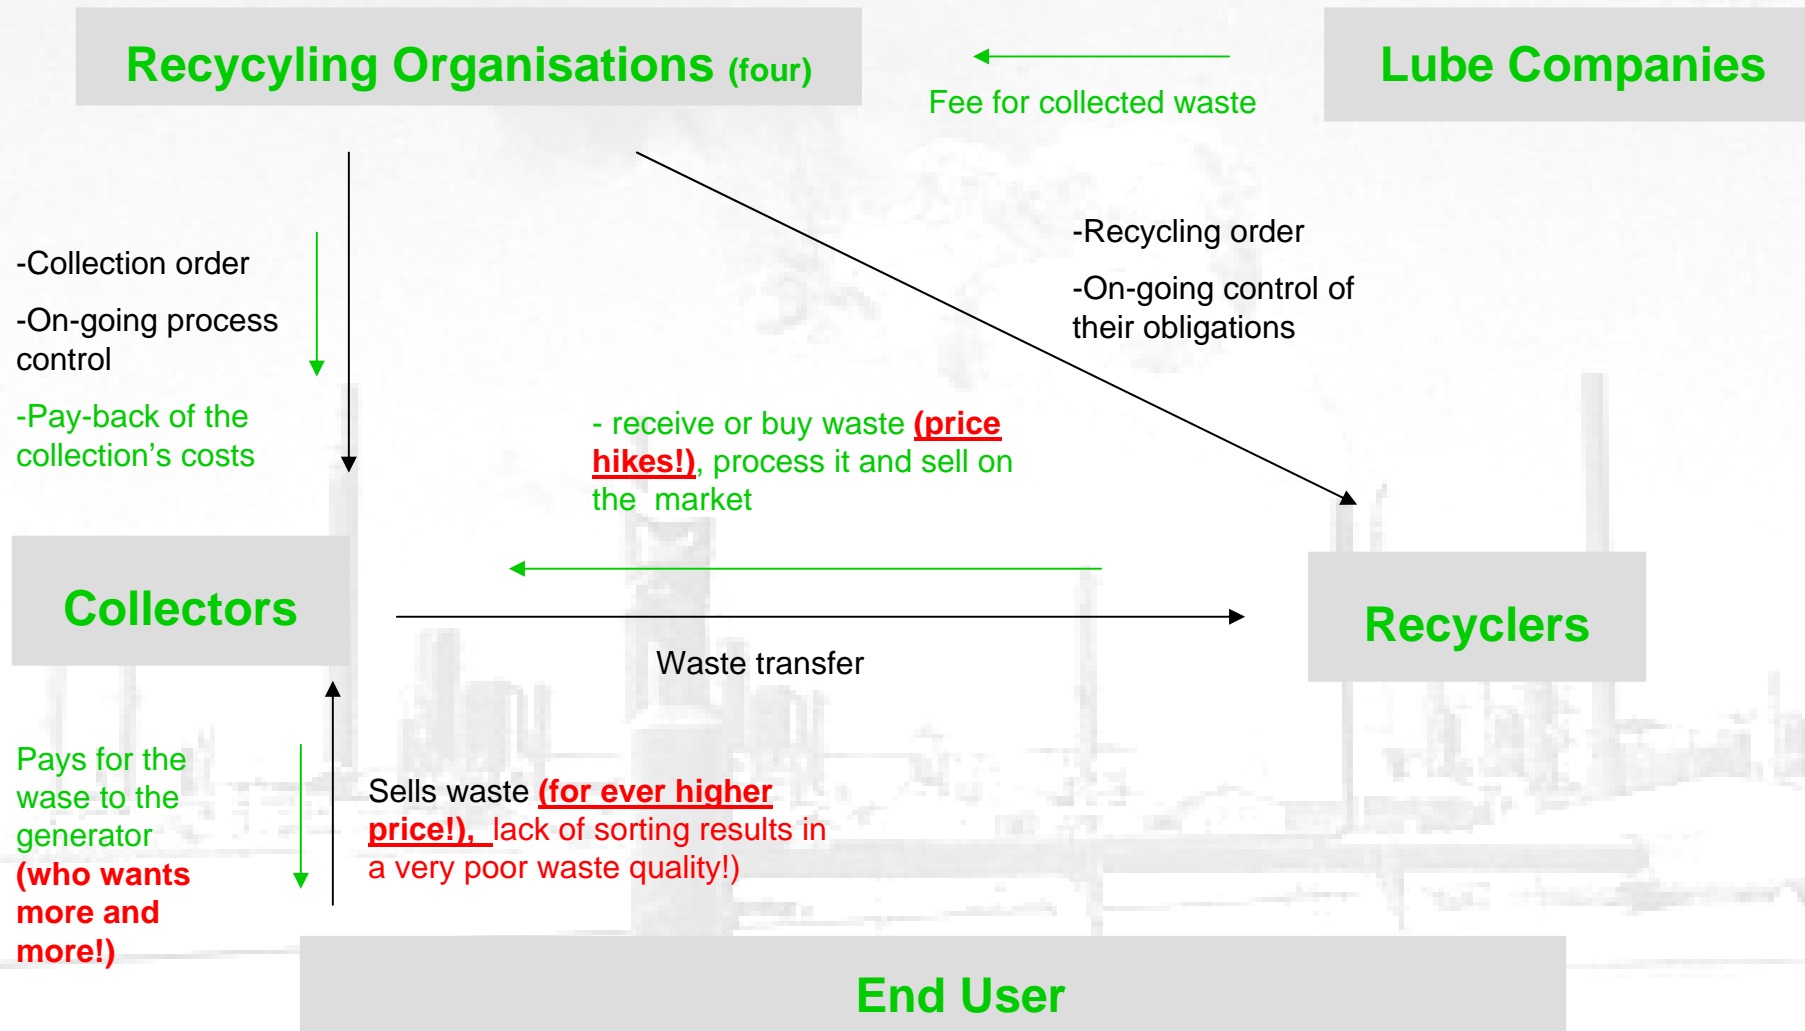 Recycyling Organisations (four)
Lube Companies
Fee for collected waste
-Collection order
-On-going process
control
-Pay-back of the
collection’s costs
-Recycling order
-On-going control of
their obligations
- receive or buy waste (price
hikes!), process it and sell on
the market
Collectors
Recyclers
Waste transfer
Pays for the
wase to the
generator
(who wants
more and
more!)
Sells waste (for ever higher
price!), lack of sorting results in
a very poor waste quality!)
End User